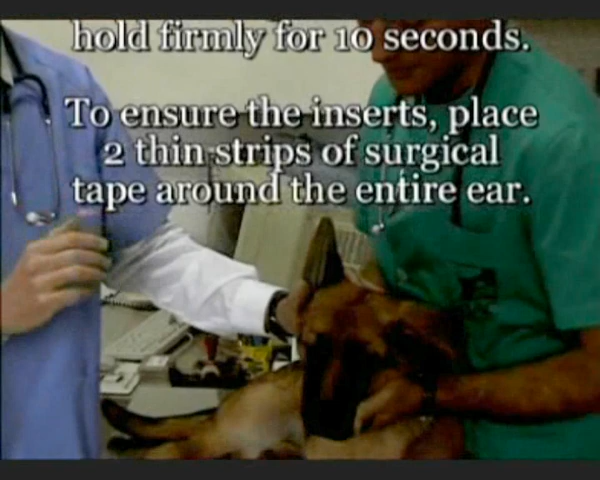 hold firmly for 10 seconds.
To ensure the inserts, place
2 thin strips of surgical
tape around the entire ear.